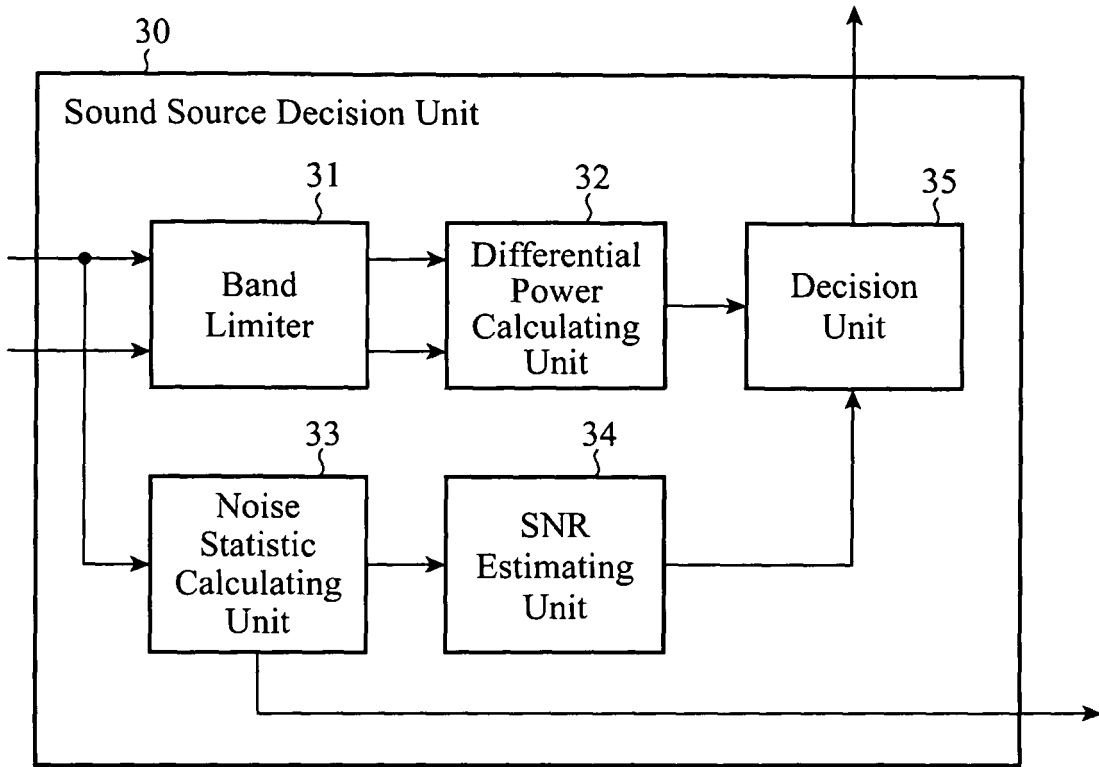 30
Sound Source Decision Unit
31
Band
Limiter
32
Differential
Power
Calculating
Unit
35
Decision
Unit
33
Noise
Statistic
Calculating
Unit
34
SNR
Estimating
Unit